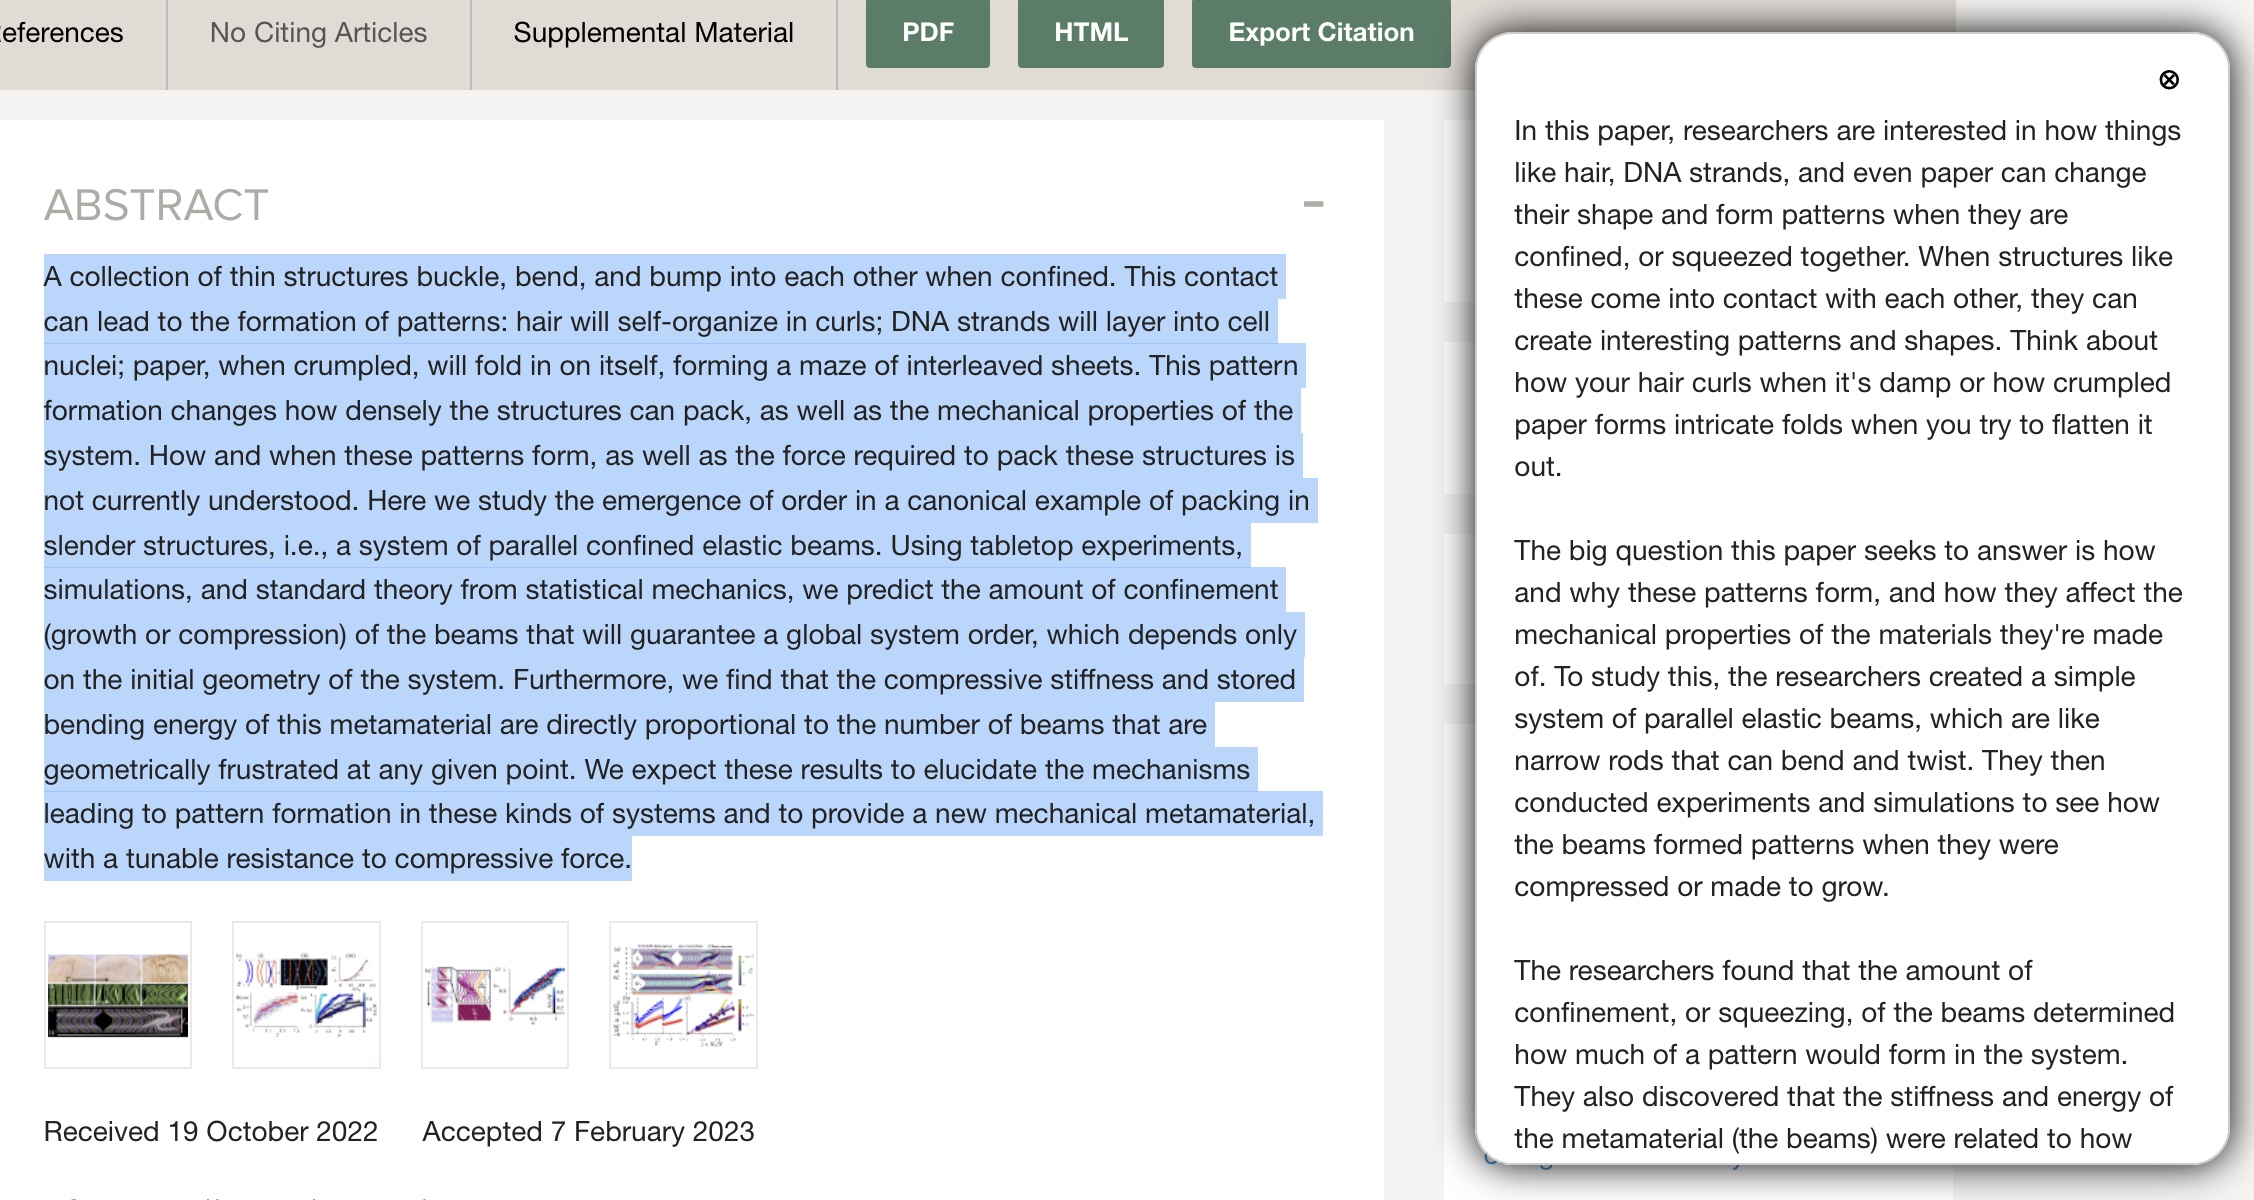 eferences
No Citing Articles
Supplemental Material
PDF
HTML
Export Citation
ABSTRACT
A collection of thin structures buckle, bend, and bump into each other when confined. This contact
can lead to the formation of patterns: hair will self-organize in curls; DNA strands will layer into cell
nuclei; paper, when crumpled, will fold in on itself, forming a maze of interleaved sheets. This pattern
formation changes how densely the structures can pack, as well as the mechanical properties of the
system. How and when these patterns form, as well as the force required to pack these structures is
not currently understood. Here we study the emergence of order in a canonical example of packing in
slender structures, i.e., a system of parallel confined elastic beams. Using tabletop experiments,
simulations, and standard theory from statistical mechanics, we predict the amount of confinement
(growth or compression) of the beams that will guarantee a global system order, which depends only
on the initial geometry of the system. Furthermore, we find that the compressive stiffness and stored
bending energy of this metamaterial are directly proportional to the number of beams that are
geometrically frustrated at any given point. We expect these results to elucidate the mechanisms
leading to pattern formation in these kinds of systems and to provide a new mechanical metamaterial,
with a tunable resistance to compressive force.
Received 19 October 2022
Accepted 7 February 2023
In this paper, researchers are interested in how things
like hair, DNA strands, and even paper can change
their shape and form patterns when they are
confined, or squeezed together. When structures like
these come into contact with each other, they can
create interesting patterns and shapes. Think about
how your hair curls when it's damp or how crumpled
paper forms intricate folds when you try to flatten it
out.
The big question this paper seeks to answer is how
and why these patterns form, and how they affect the
mechanical properties of the materials they're made
of. To study this, the researchers created a simple
system of parallel elastic beams, which are like
narrow rods that can bend and twist. They then
conducted experiments and simulations to see how
the beams formed patterns when they were
compressed or made to grow.
The researchers found that the amount of
confinement, or squeezing, of the beams determined
how much of a pattern would form in the system.
They also discovered that the stiffness and energy of
the metamaterial (the beams) were related to how